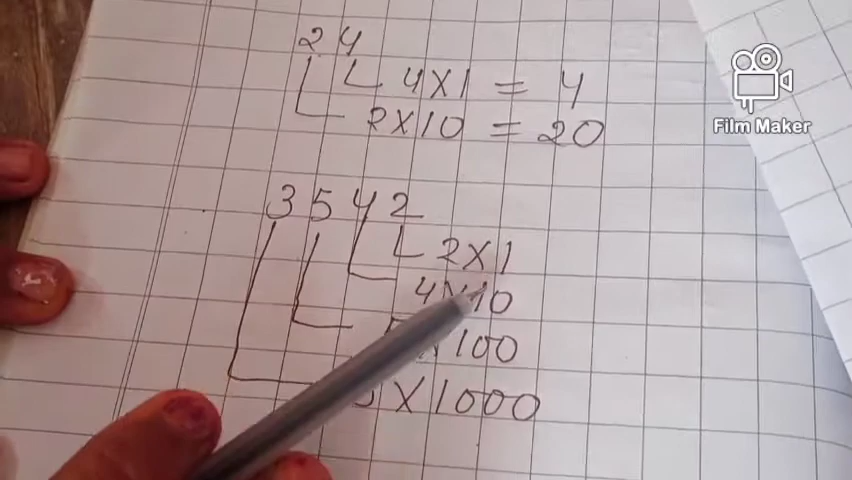 24
4X1 = 4
2X10 = 20
3542
2X1
4X10
X100
X1000
Film Maker